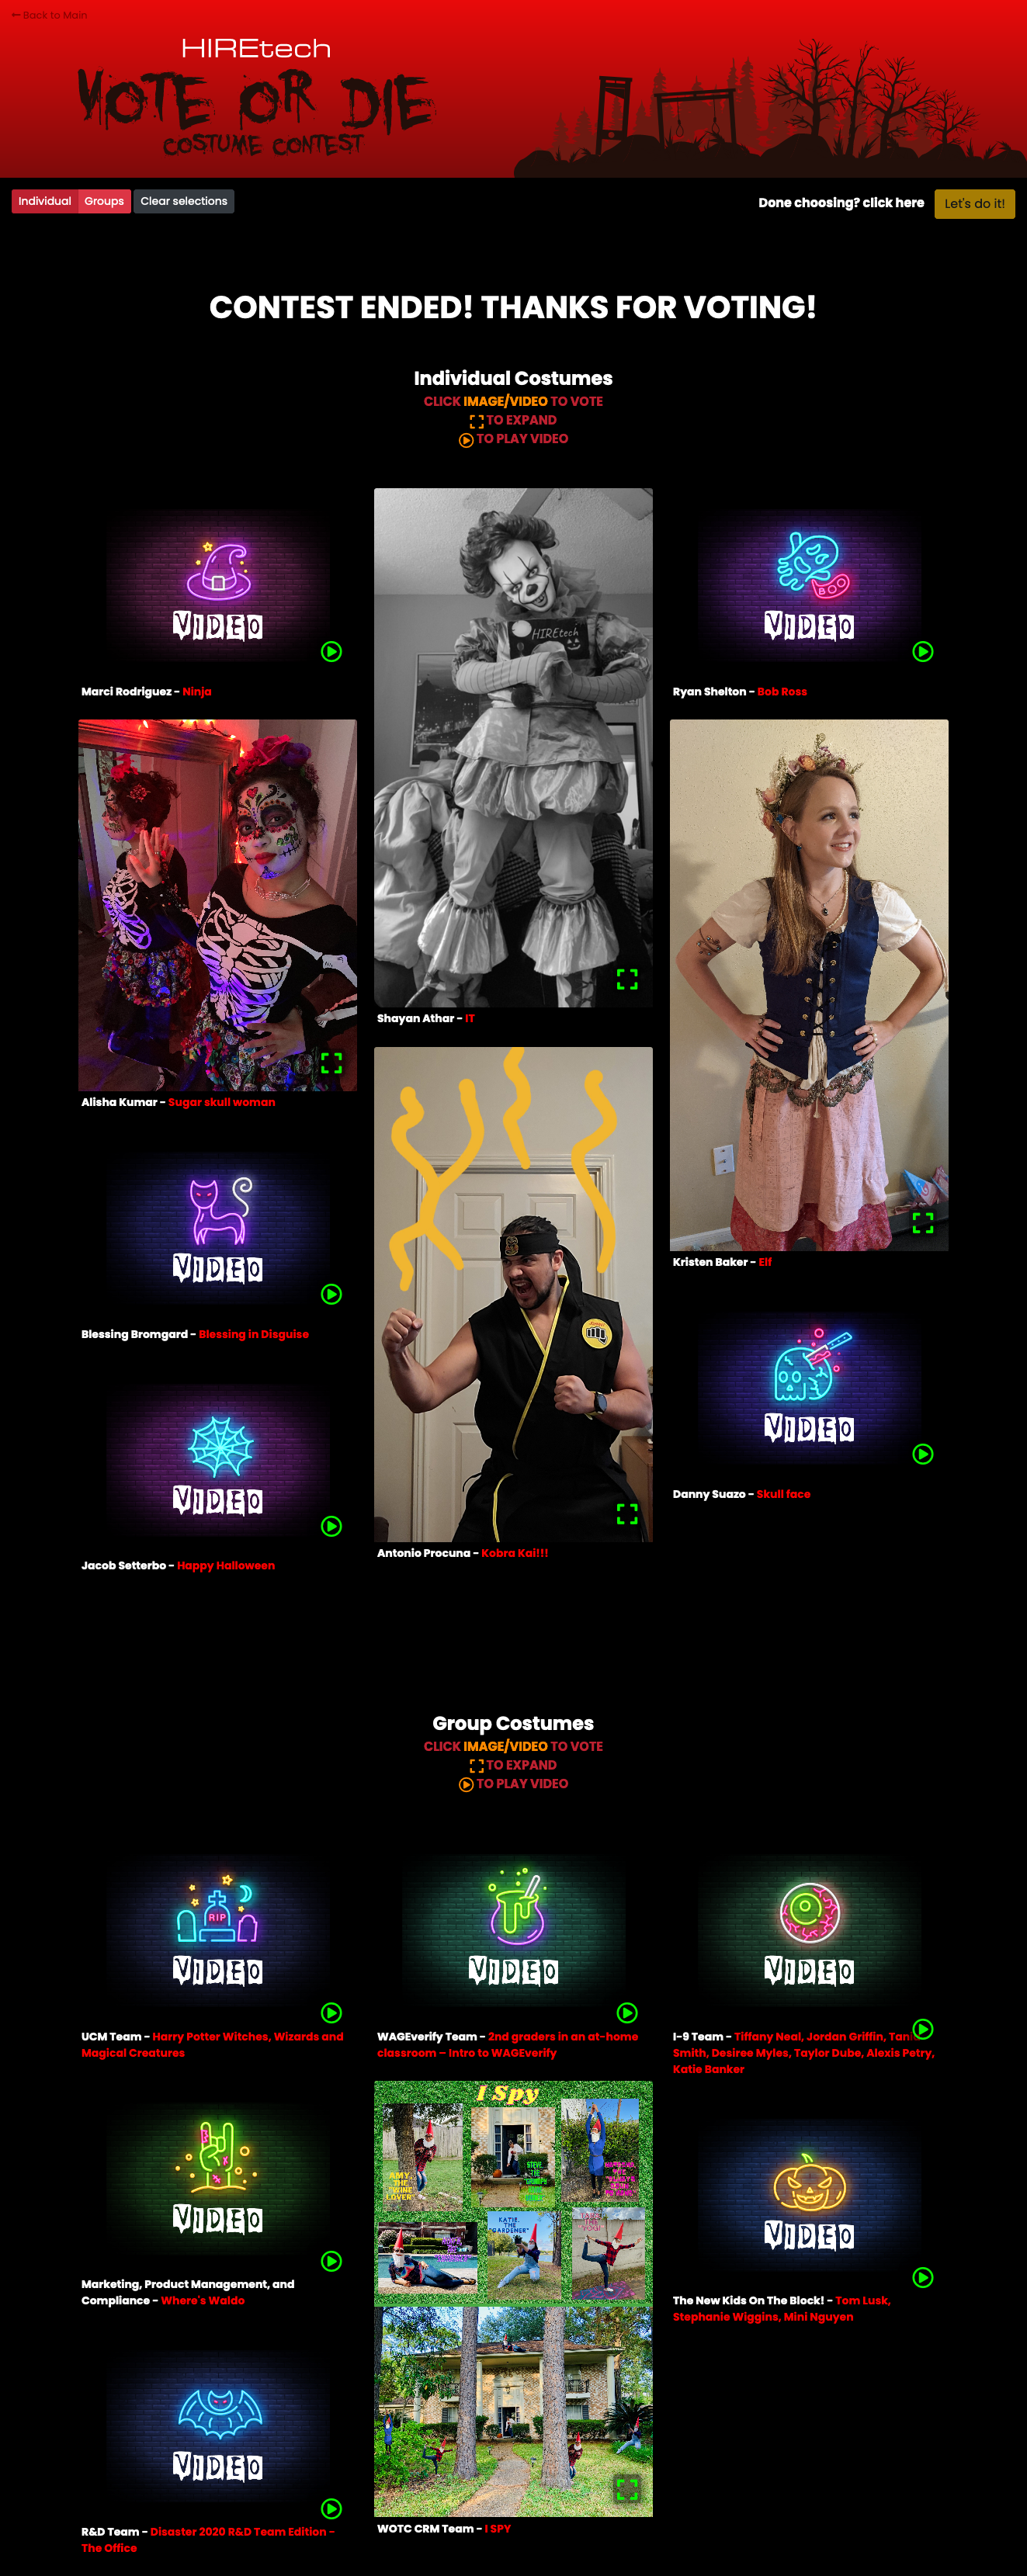 Back to Main
HIREtech
VOTE OR DIE
COSTUME CONTEST
Individual
Groups
Clear selections
Done choosing? click here
Let's do it!
CONTEST ENDED! THANKS FOR VOTING!
Individual Costumes
CLICK IMAGE/VIDEO TO VOTE
TO EXPAND
TO PLAY VIDEO
VIDEO
Marci Rodriguez - Ninja
HIREtech
Shayan Athar - IT
BOO
VIDEO
Ryan Shelton - Bob Ross
Alisha Kumar - Sugar skull woman
Kristen Baker - Elf
VIDEO
Blessing Bromgard - Blessing in Disguise
Antonio Procuna - Kobra Kai!!!
VIDEO
Danny Suazo - Skull face
VIDEO
Jacob Setterbo - Happy Halloween
Group Costumes
CLICK IMAGE/VIDEO TO VOTE
TO EXPAND
TO PLAY VIDEO
RIP
VIDEO
UCM Team - Harry Potter Witches, Wizards and
Magical Creatures
VIDEO
WAGEverify Team - 2nd graders in an at-home
classroom – Intro to WAGEverify
VIDEO
I-9 Team - Tiffany Neal, Jordan Griffin,
Smith, Desiree Myles, Taylor Dube, Alexis Petry,
Katie Banker
VIDEO
Marketing, Product Management, and
Compliance - Where's Waldo
I Spy
AMY,
THE
"WINE
LOVER"
STEVE,
THE
KATIE,
THE
"GARDENER"
VIDEO
The New Kids On The Block! - Tom Lusk,
Stephanie Wiggins, Mini Nguyen
VIDEO
R&D Team - Disaster 2020 R&D Team Edition -
The Office
WOTC CRM Team - I SPY